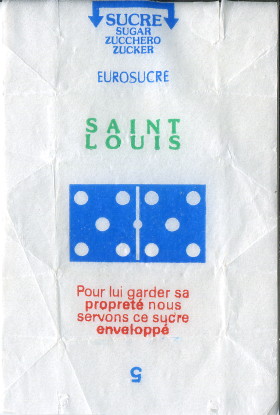 SUCRE
SUGAR
ZUCCHERO
ZUCKER
EUROSUCRE
SAINT
LOUIS
Pour lui garder sa
propreté nous
servons ce sucre
enveloppé
5